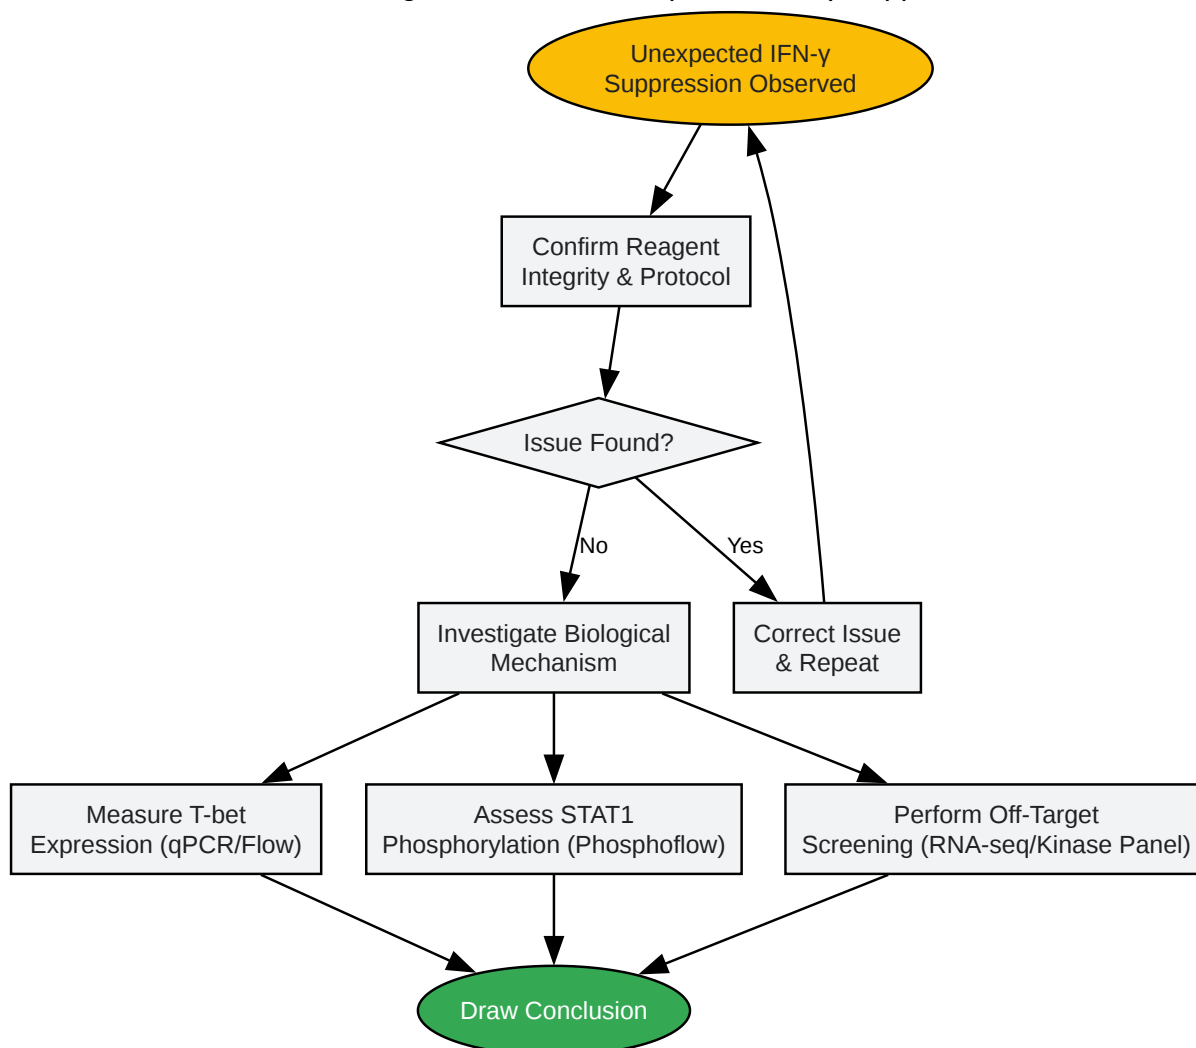 Unexpected IFN-γ
Suppression Observed
Confirm Reagent
Integrity & Protocol
Issue Found?
No
Yes
Investigate Biological
Mechanism
Correct Issue
& Repeat
Measure T-bet
Expression (qPCR/Flow)
Assess STAT1
Phosphorylation (Phosphoflow)
Perform Off-Target
Screening (RNA-seq/Kinase Panel)
Draw Conclusion